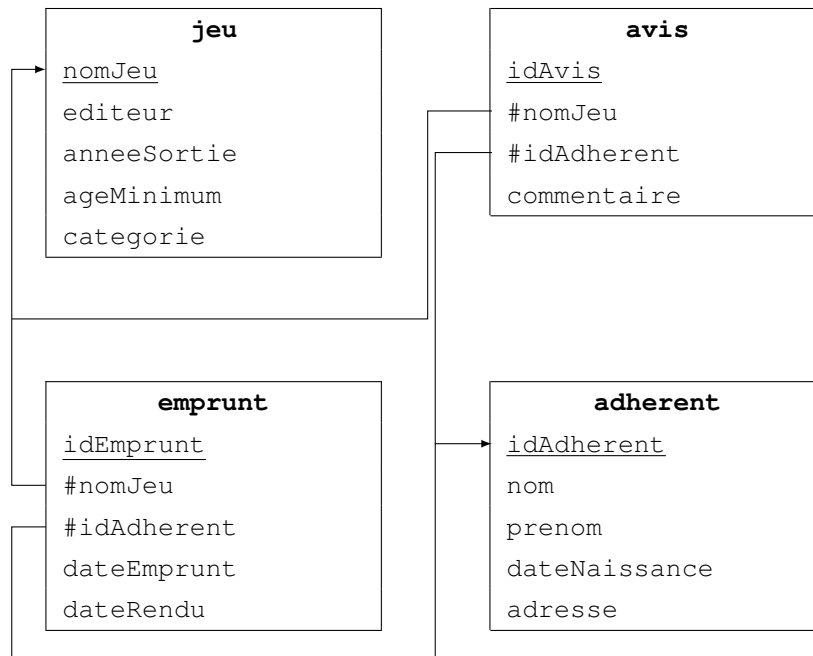 jeu
nomJeu
editeur
anneeSortie
ageMinimum
categorie
avis
idAvis
#nomJeu
#idAdherent
commentaire
emprunt
idEmprunt
#nomJeu
#idAdherent
dateEmprunt
dateRendu
adherent
idAdherent
nom
prenom
dateNaissance
adresse